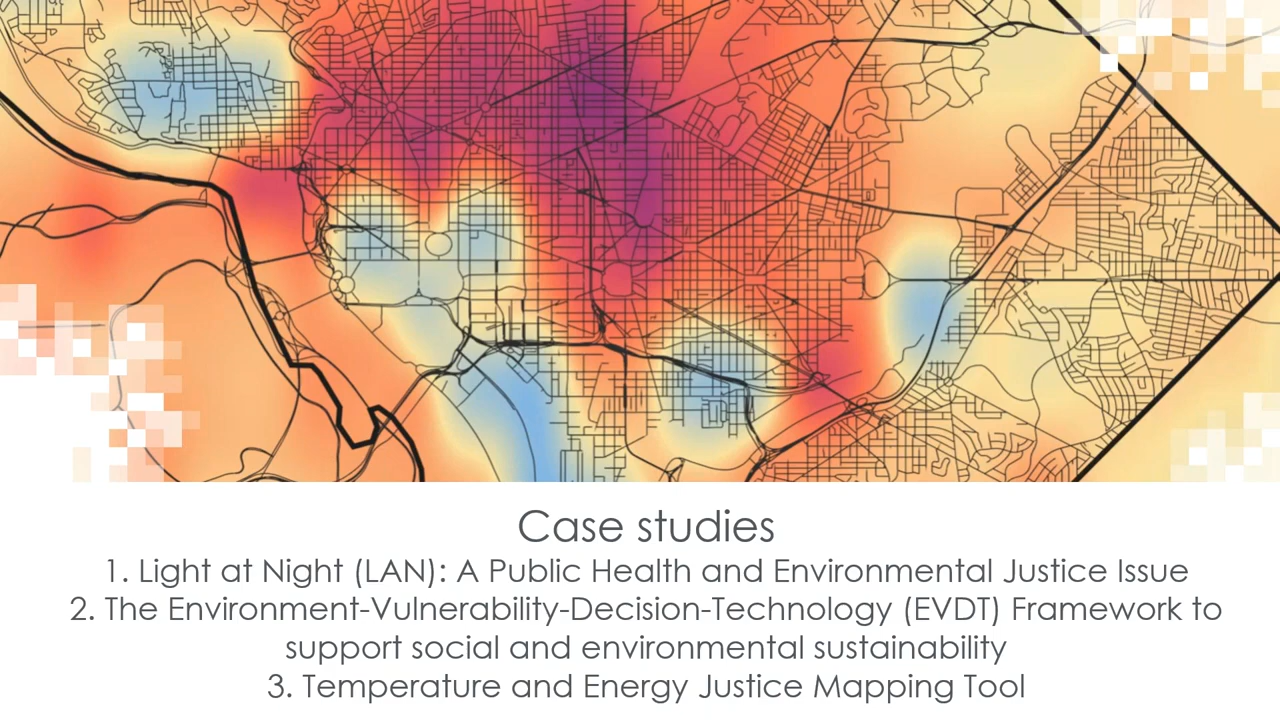 Case studies
1. Light at Night (LAN): A Public Health and Environmental Justice Issue
2. The Environment-Vulnerability-Decision-Technology (EVDT) Framework to
support social and environmental sustainability
3. Temperature and Energy Justice Mapping Tool